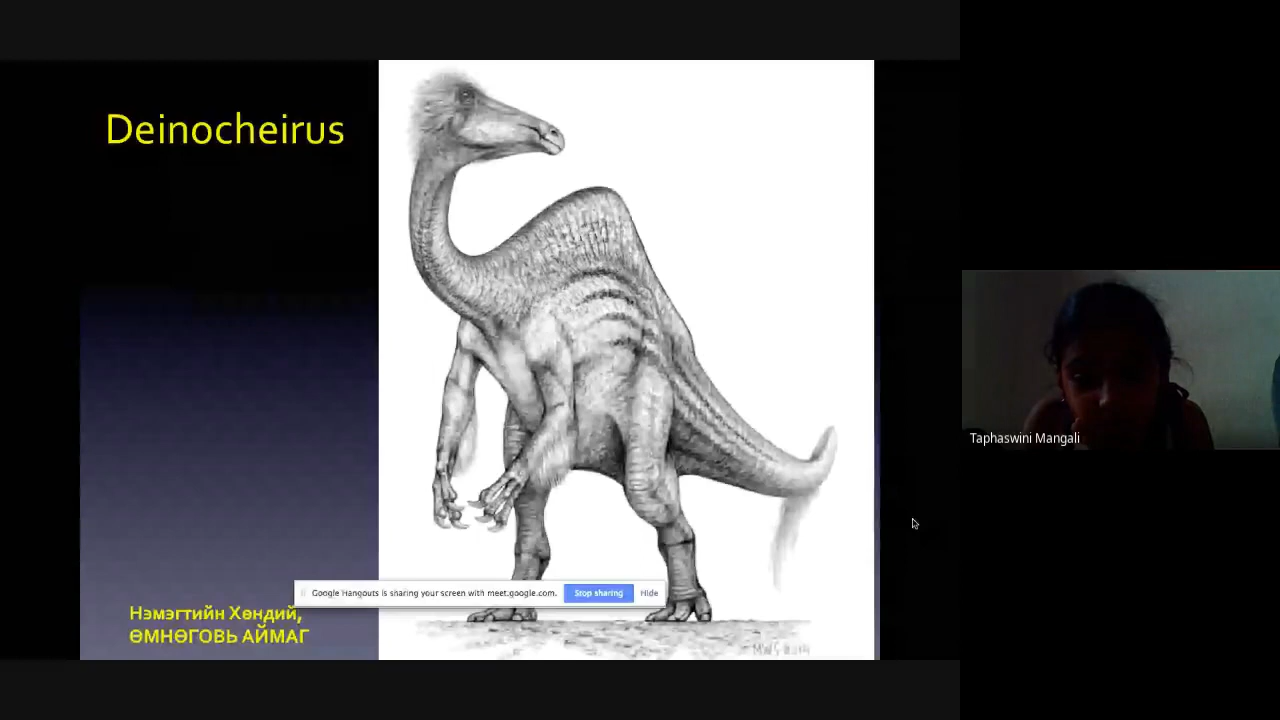 Deinocheirus
Google Hangouts is sharing your screen with meet.google.com.
Stop sharing
Hide
Нэмэгтийн Хөндий,
ӨМНӨГОВЬ АЙМАГ
Taphaswini Mangali